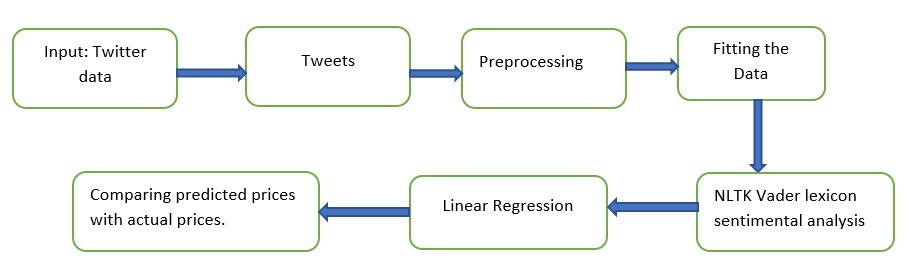 Input: Twitter
data
Tweets
Preprocessing
Fitting the
Data
NLTK Vader lexicon
sentimental analysis
Linear Regression
Comparing predicted prices
with actual prices.